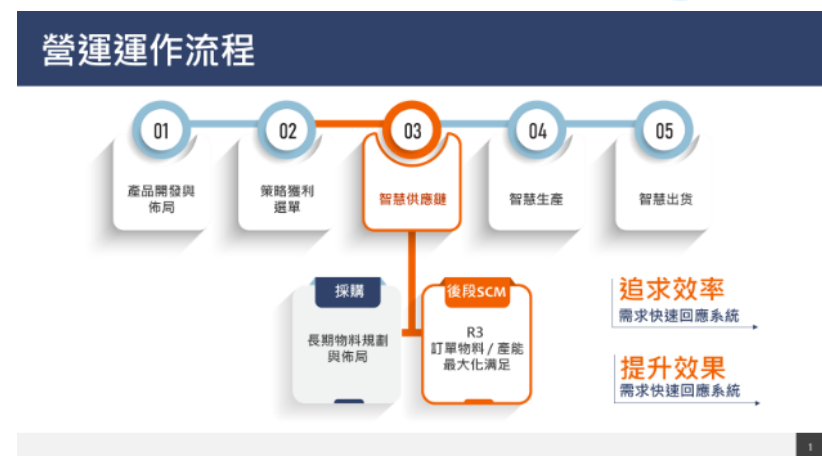 營運運作流程
01
02
03
04
05
產品開發與
佈局
策略獲利
選單
智慧供應鏈
智慧生產
智慧出货
採購
長期物料規劃
與佈局
後段SCM
R3
訂單物料 / 產能
最大化滿足
追求效率
需求快速回應系統
提升效果
需求快速回應系統
1